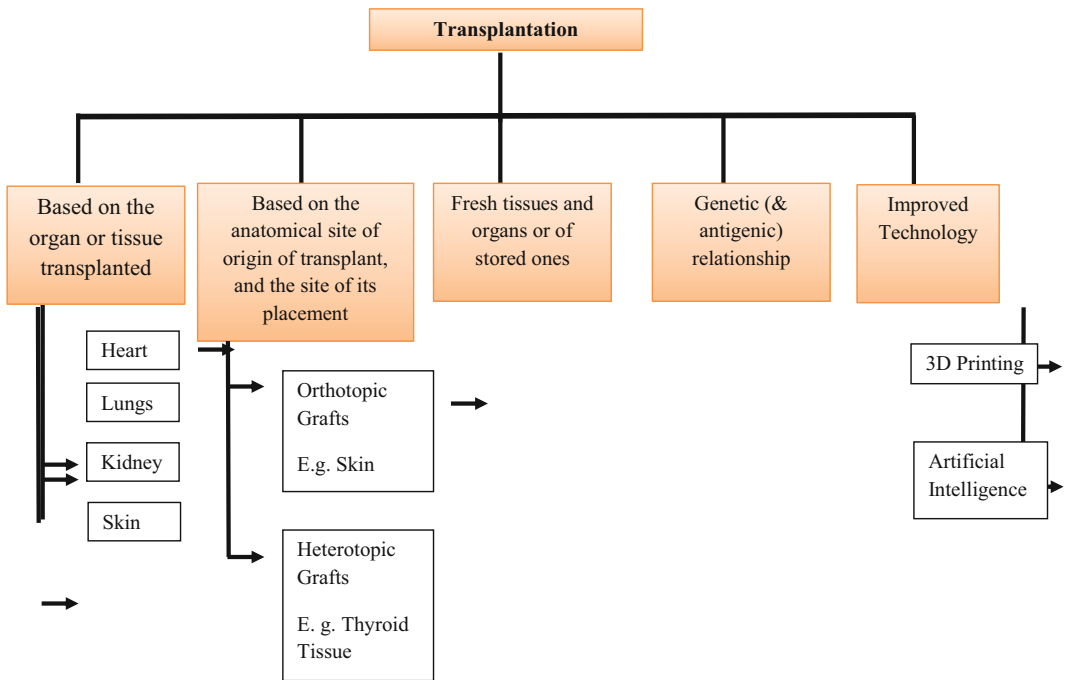 Transplantation
Based on the
organ or tissue
transplanted
Based on the
anatomical site of
origin of transplant,
and the site of its
placement
Fresh tissues and
organs or of
stored ones
Genetic (&
antigenic)
relationship
Improved
Technology
Heart
Lungs
Kidney
Skin
Orthotopic
Grafts
E.g. Skin
Heterotopic
Grafts
E. g. Thyroid
Tissue
3D Printing
Artificial
Intelligence